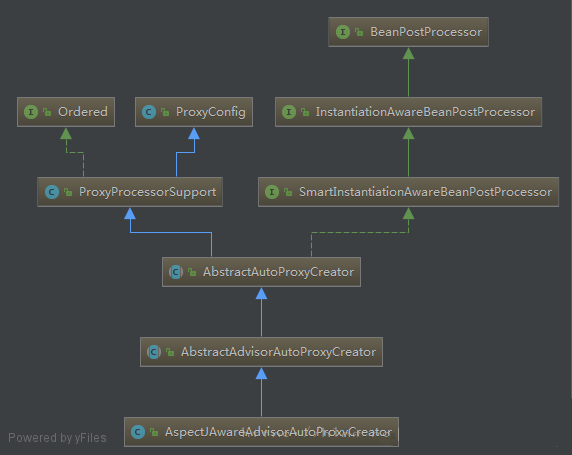 I BeanPostProcessor
I Ordered
C ProxyConfig
I InstantiationAwareBeanPostProcessor
C ProxyProcessorSupport
I SmartInstantiationAwareBeanPostProcessor
C AbstractAutoProxyCreator
C AbstractAdvisorAutoProxyCreator
C AspectJAwareAdvisorAutoProxyCreator
Powered by yFiles